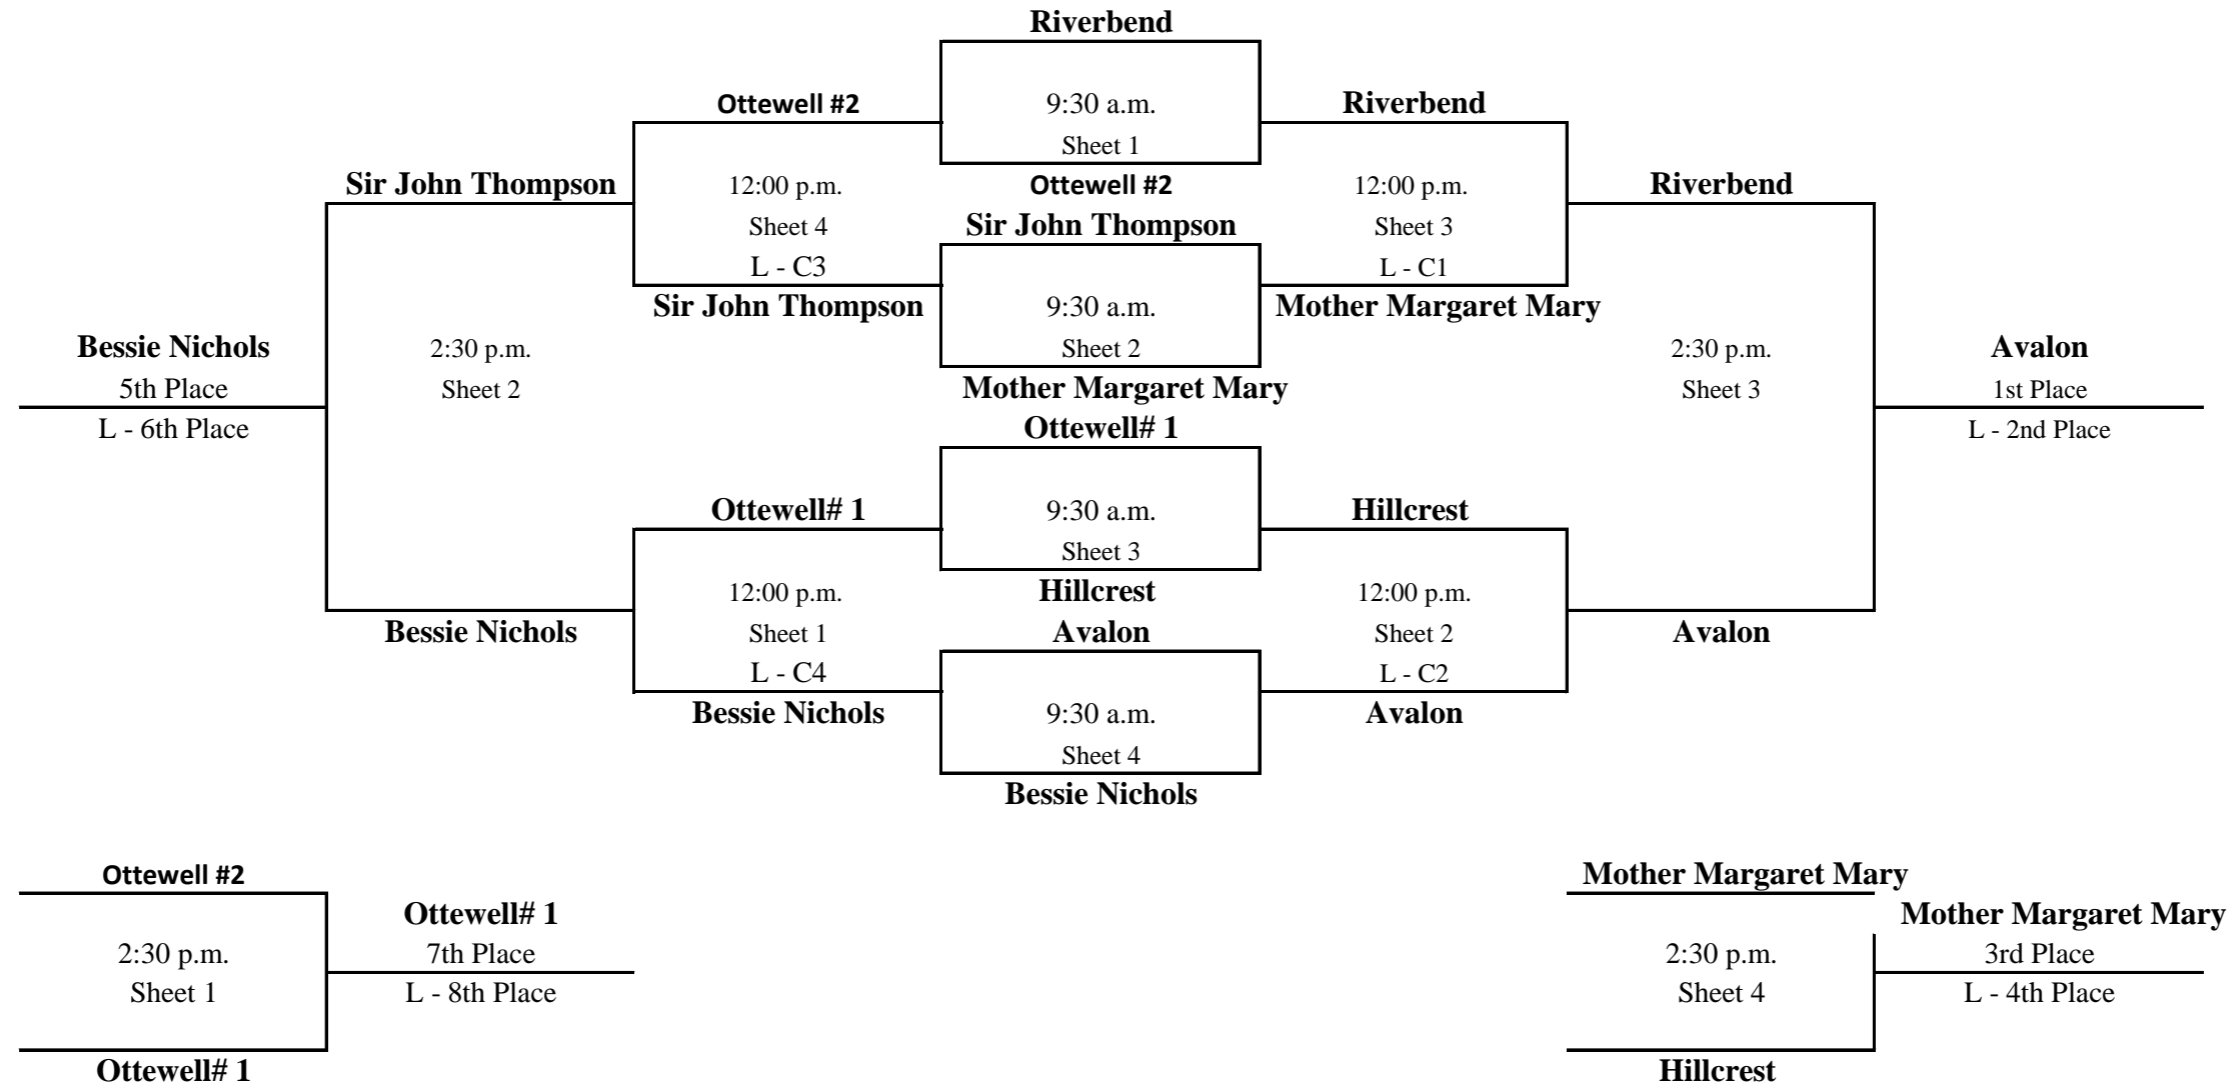 Riverbend
Ottewell #2 9:30 a.m. Riverbend
Sheet 1
Sir John Thompson 12:00 p.m. Ottewell #2 12:00 p.m. Riverbend
Sheet 4 Sir John Thompson Sheet 3
L - C3 L - C1
Sir John Thompson 9:30 a.m. Mother Margaret Mary
Bessie Nichols 2:30 p.m. Sheet 2 2:30 p.m. Avalon
5th Place Sheet 2 Mother Margaret Mary Sheet 3 1st Place
L - 6th Place Ottewell# 1 L - 2nd Place
Ottewell# 1 9:30 a.m. Hillcrest
Sheet 3
12:00 p.m. Hillcrest 12:00 p.m.
Bessie Nichols Sheet 1 Avalon Sheet 2 Avalon
L - C4 L - C2
Bessie Nichols 9:30 a.m. Avalon
Sheet 4
Bessie Nichols
Ottewell #2 Mother Margaret Mary
Ottewell# 1 Mother Margaret Mary
2:30 p.m. 7th Place 2:30 p.m. 3rd Place
Sheet 1 L - 8th Place Sheet 4 L - 4th Place
Ottewell# 1 Hillcrest